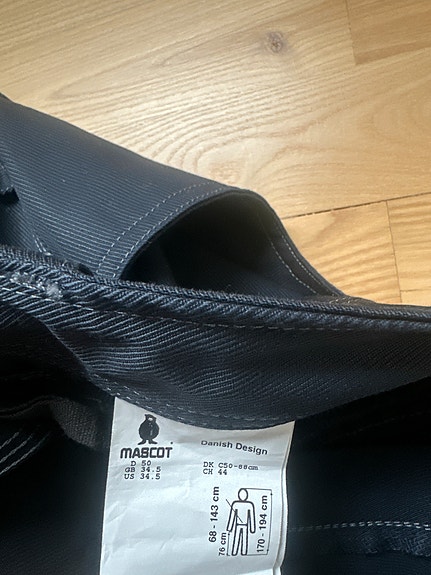 MASCOT
D 50
GB 34.5
US 34.5
Danish Design
DK C50-88cm
CH 44
68 - 143 cm
76 cm
170 - 194 cm